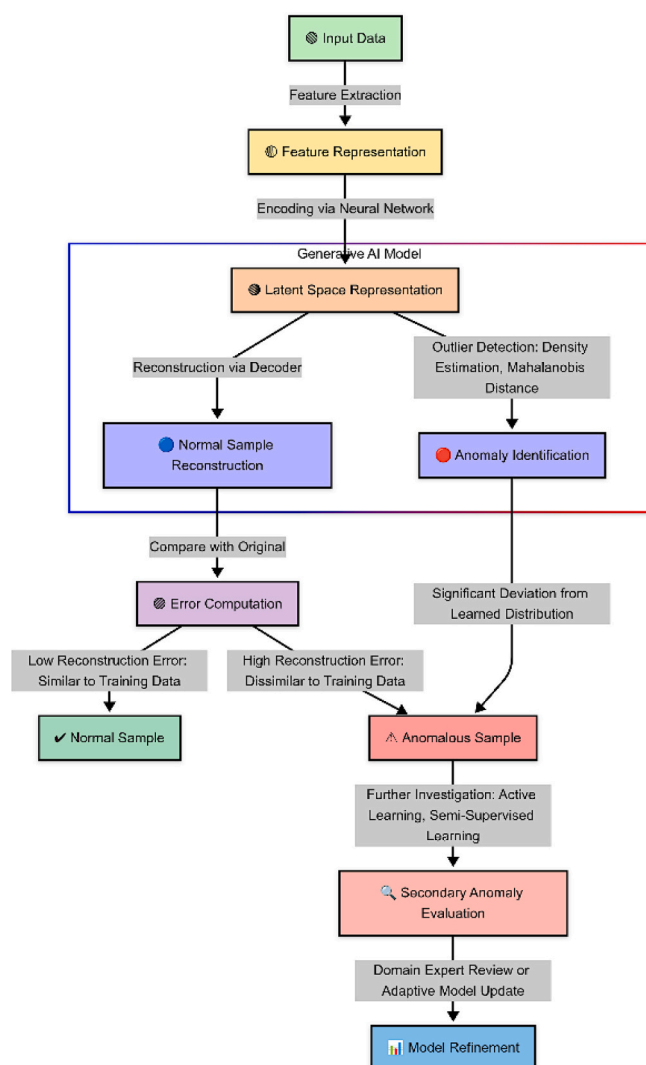 Input Data
Feature Extraction
Feature Representation
Encoding via Neural Network
Generative AI Model
Latent Space Representation
Reconstruction via Decoder
Outlier Detection: Density
Estimation, Mahalanobis
Distance
Normal Sample
Reconstruction
Anomaly Identification
Compare with Original
Error Computation
Significant Deviation from
Learned Distribution
Low Reconstruction Error:
Similar to Training Data
High Reconstruction Error:
Dissimilar to Training Data
✔ Normal Sample
⚠ Anomalous Sample
Further Investigation: Active
Learning, Semi-Supervised
Learning
Secondary Anomaly
Evaluation
Domain Expert Review or
Adaptive Model Update
Model Refinement